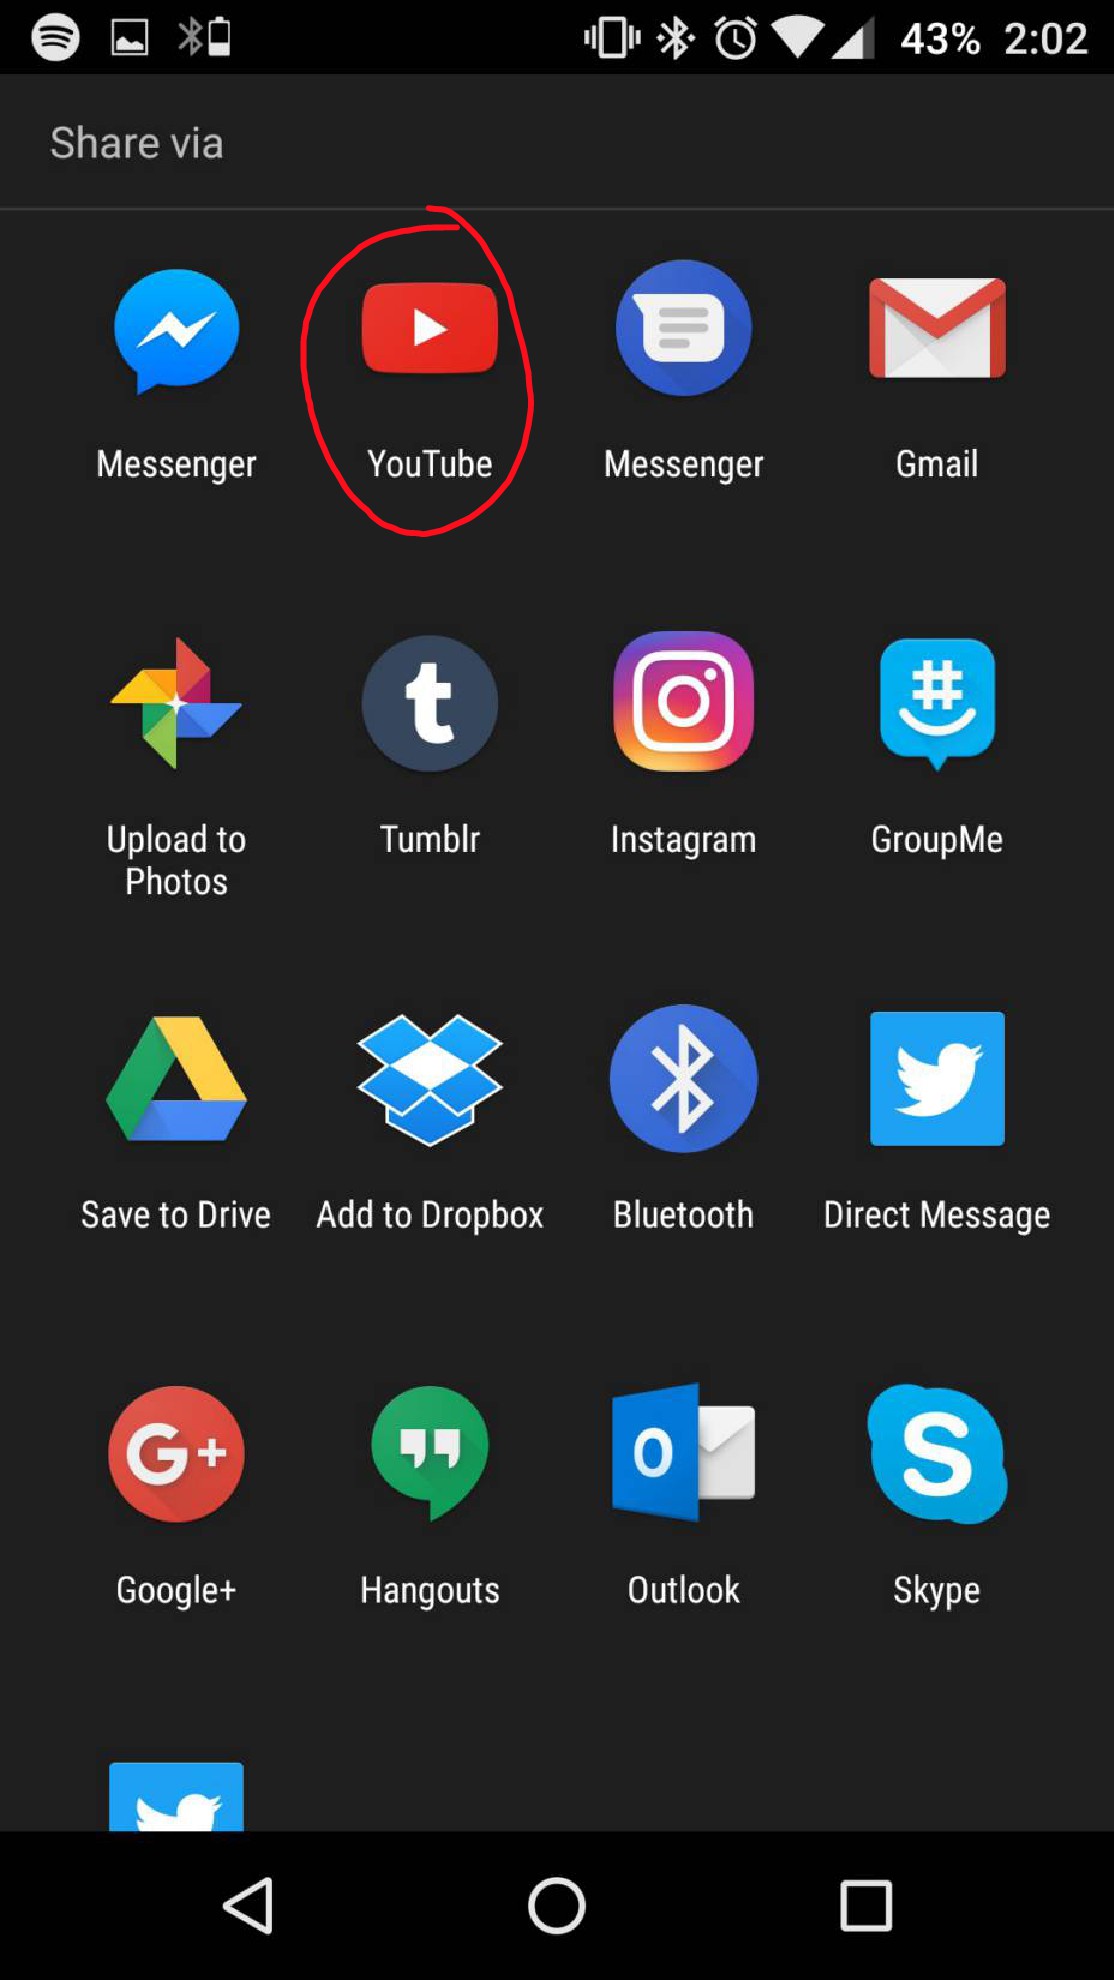 43% 2:02
Share via
Messenger YouTube Messenger Gmail
Upload to Photos Tumblr Instagram GroupMe
Save to Drive Add to Dropbox Bluetooth Direct Message
Google+ Hangouts Outlook Skype